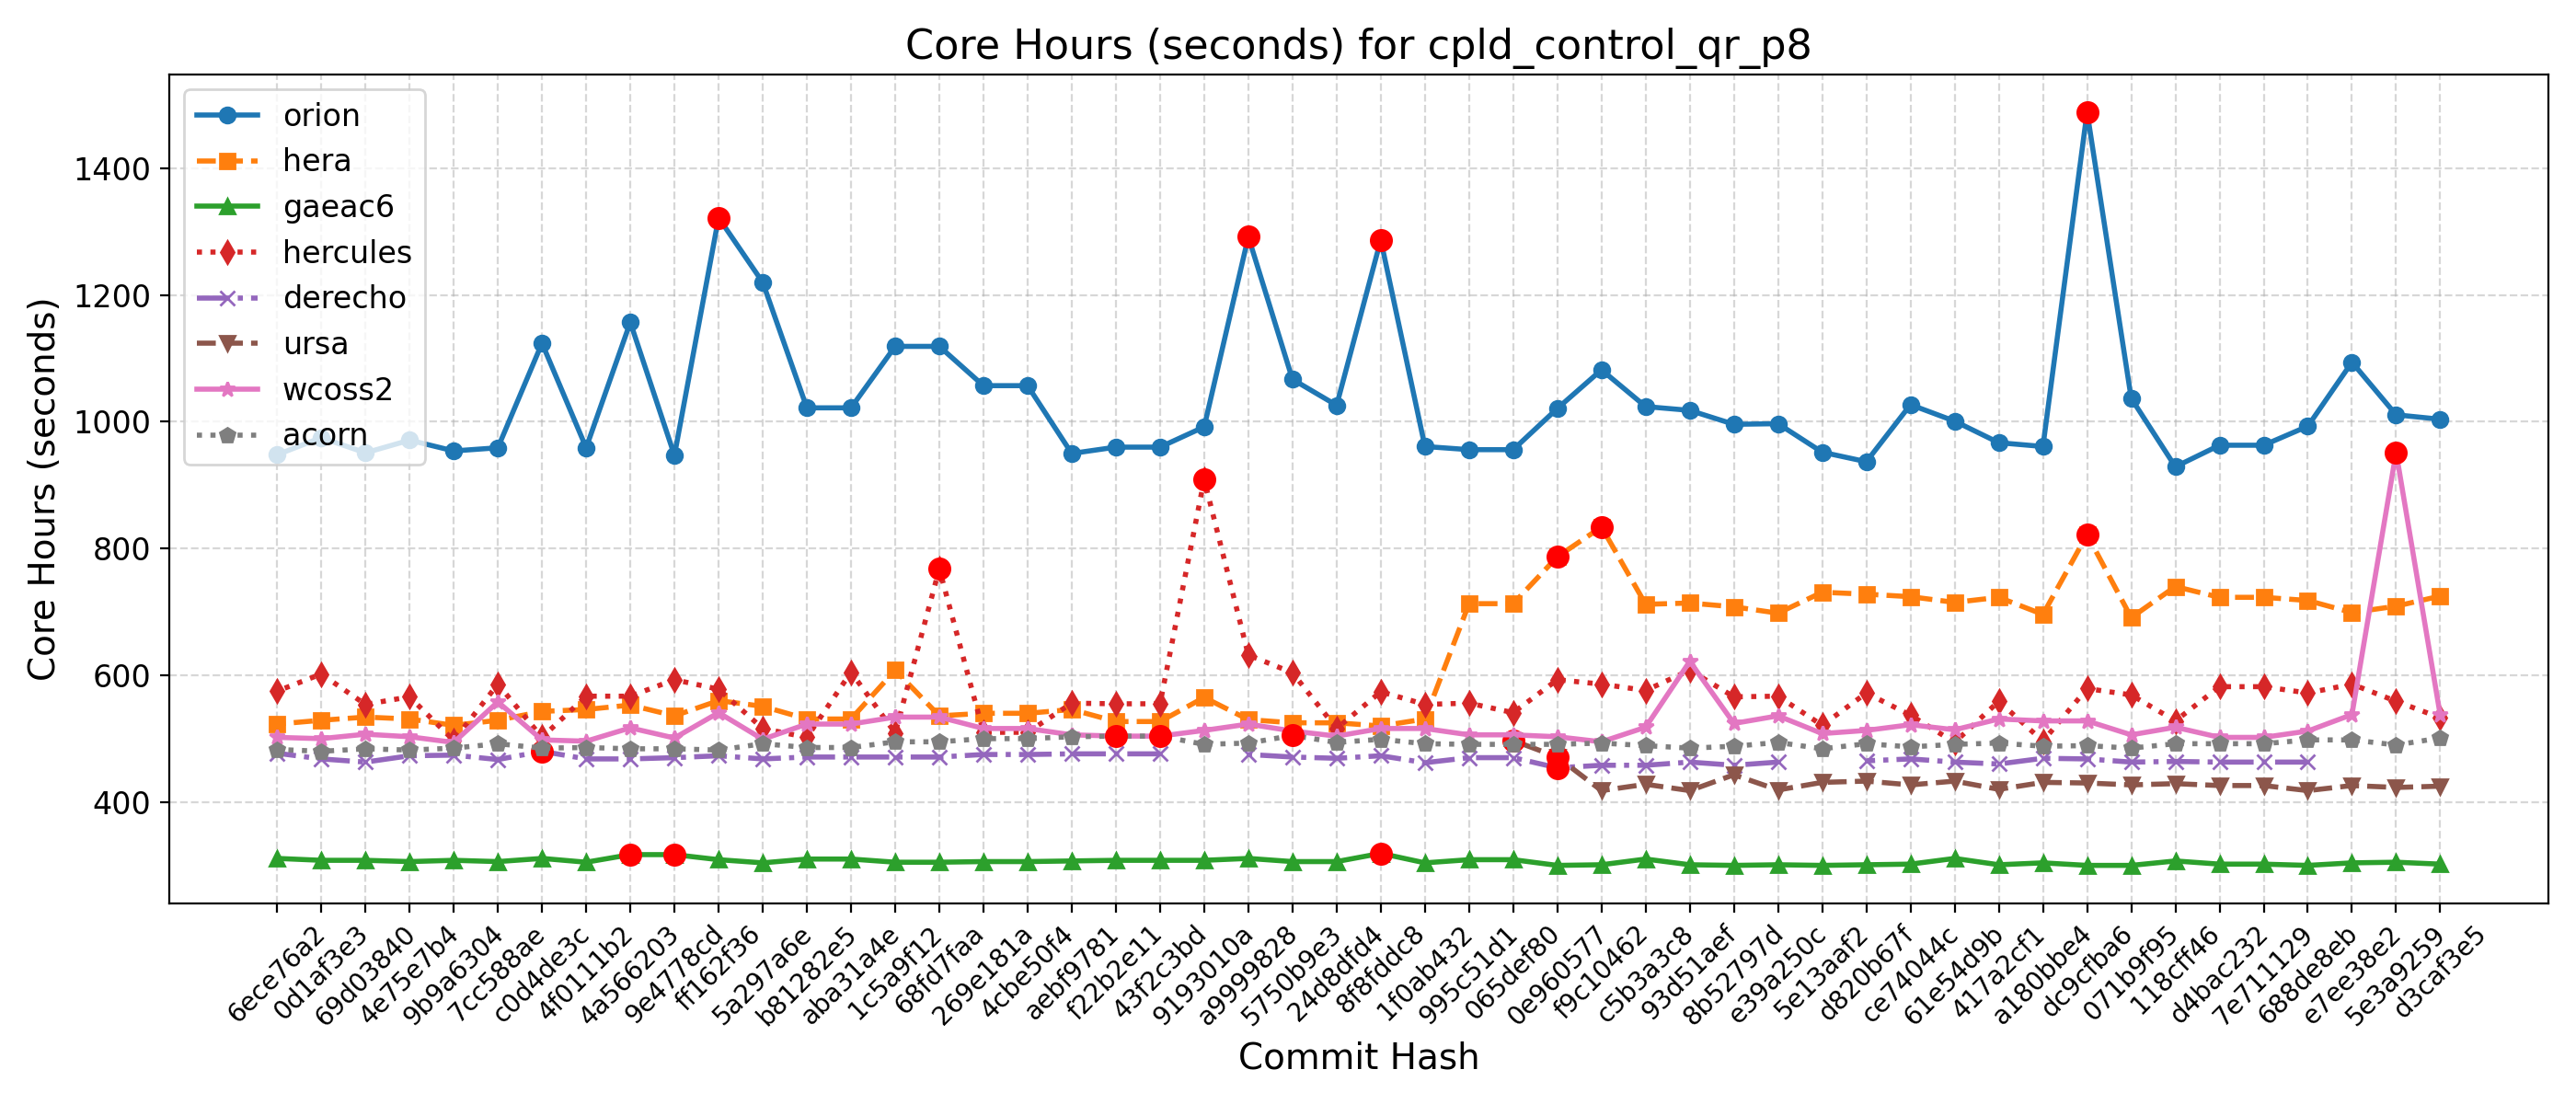 Core Hours (seconds) for cpld_control_qr_p8
orion
hera
gaeac6
hercules
derecho
ursa
wcoss2
acorn
Core Hours (seconds)
1400
1200
1000
800
600
400
6ece76a2
0d1af3e3
69d03840
4e75e7b4
9b9a6304
7cc588ae
c0d4de3c
4f0111b2
4a566203
9e4778cd
ff162f36
5a297a6e
b81282e5
aba31a4e
1c5a9f12
68fd7faa
269e181a
4cbe50f4
aebf9781
f22b2e11
43f2c3bd
9193010a
a9999828
5750b9e3
24d8dfd4
8f8fddc8
1f0ab432
995c51d1
065def80
0e960577
f9c10462
c5b3a3c8
93d51aef
8b52797d
e39a250c
5e13aaf2
d820b67f
ce74044c
61e54d9b
417a2cf1
a180bbe4
dc9cfba6
071b9f95
118cff46
d4bac232
7e711129
688de8eb
e7ee38e2
5e3a9259
d3caf3e5
Commit Hash